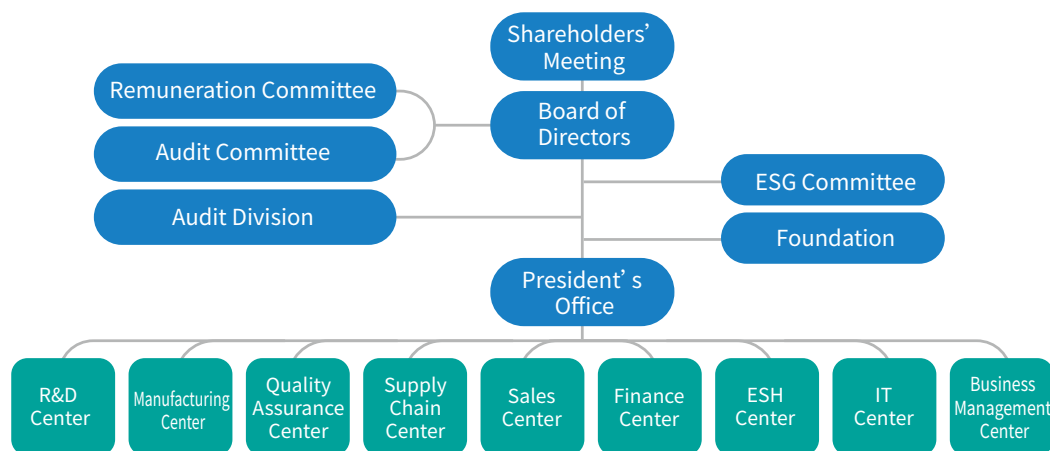 Shareholders’
Meeting
Remuneration Committee
Board of
Directors
Audit Committee
ESG Committee
Audit Division
Foundation
President’s
Office
R&D
Center
Manufacturing
Center
Quality
Assurance
Center
Supply
Chain
Center
Sales
Center
Finance
Center
ESH
Center
IT
Center
Business
Management
Center